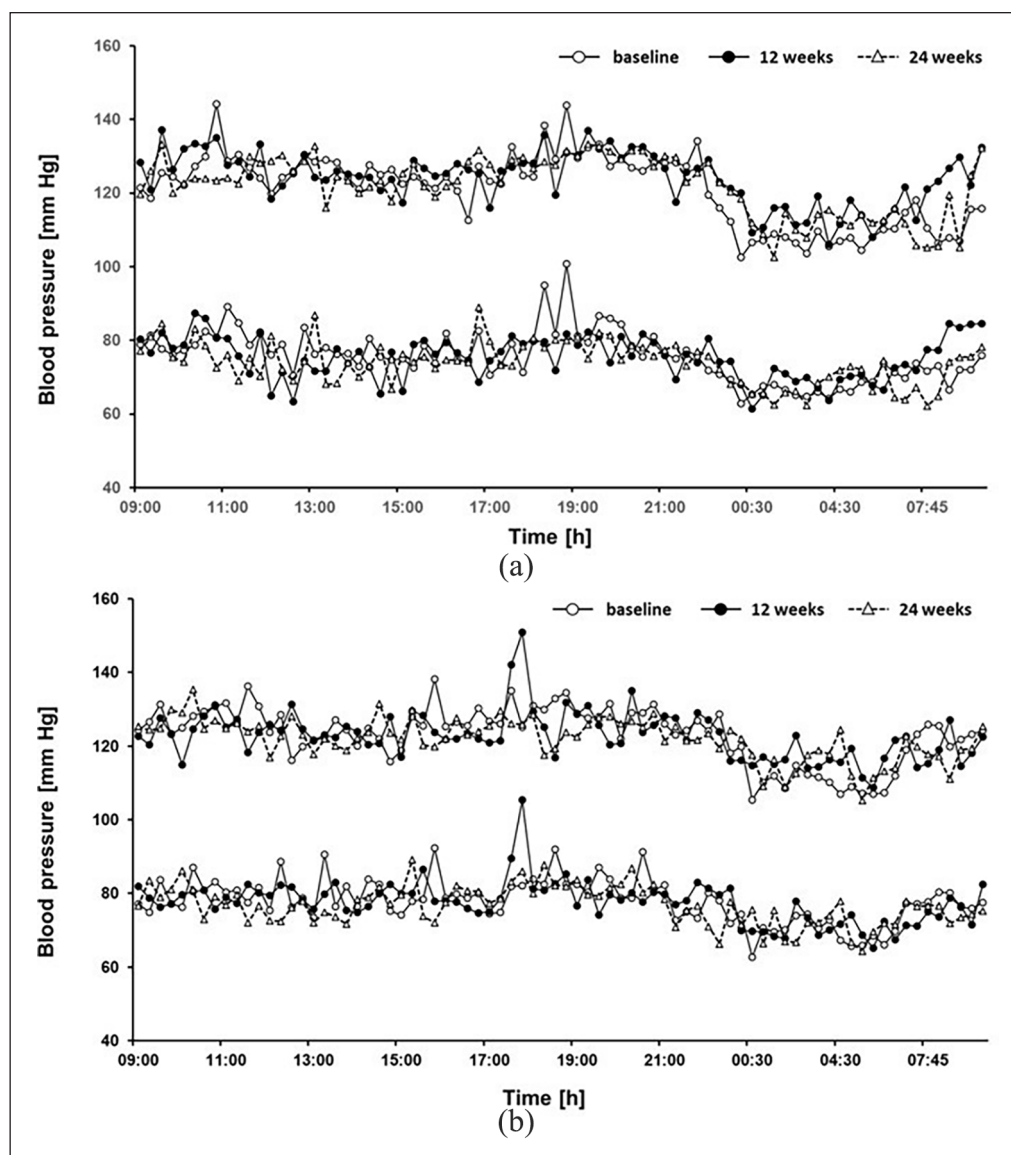 160
baseline 12 weeks 24 weeks
140
120
100
80
60
40
Blood pressure [mm Hg]
09:00 11:00 13:00 15:00 17:00 19:00 21:00 00:30 04:30 07:45
Time [h]
(a)
160
baseline 12 weeks 24 weeks
140
120
100
80
60
40
Blood pressure [mm Hg]
09:00 11:00 13:00 15:00 17:00 19:00 21:00 00:30 04:30 07:45
Time [h]
(b)